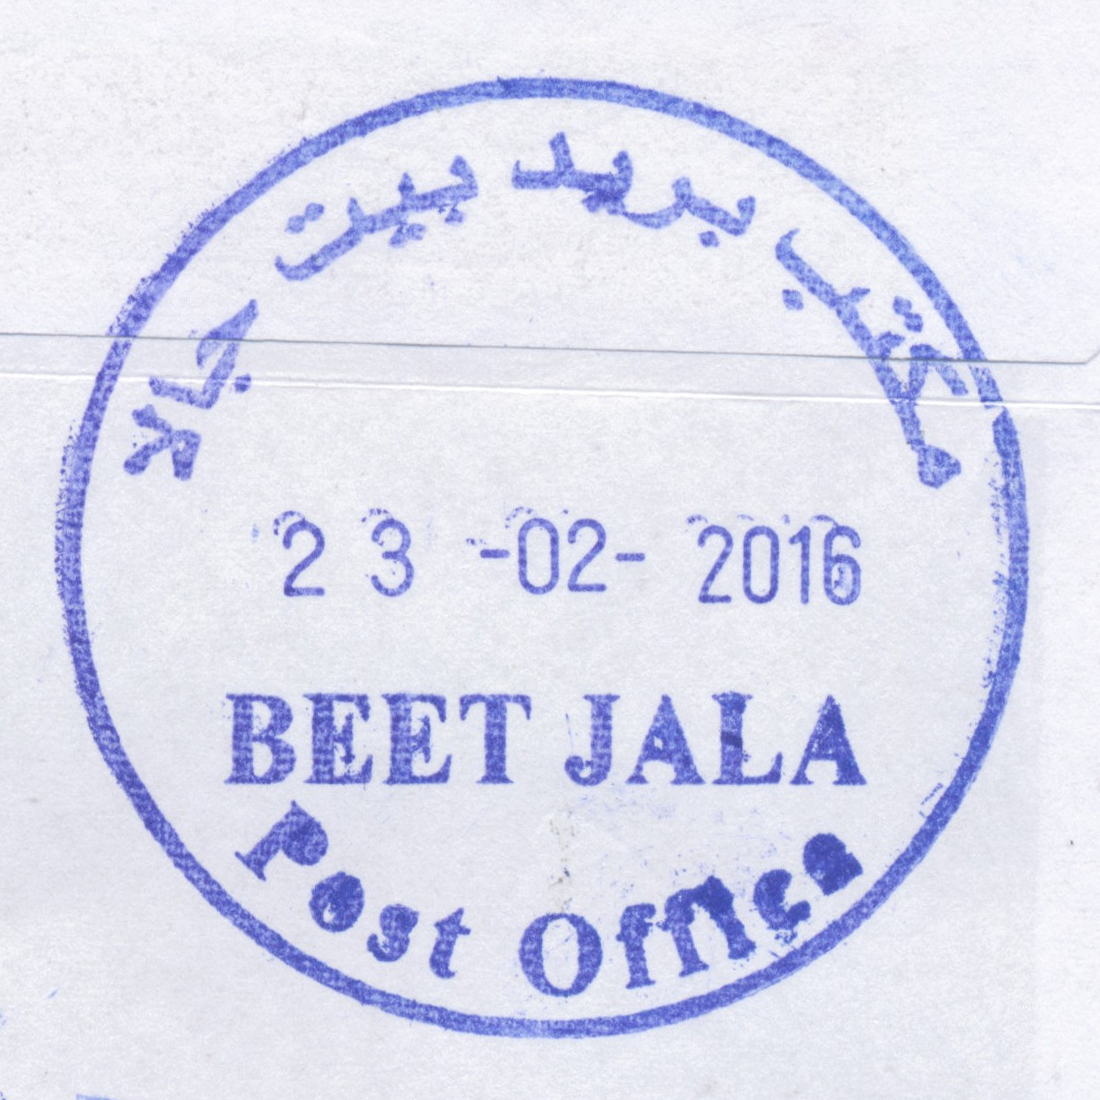 مكتب بريد بيت جالا
23 -02- 2016
BEET JALA
Post Office